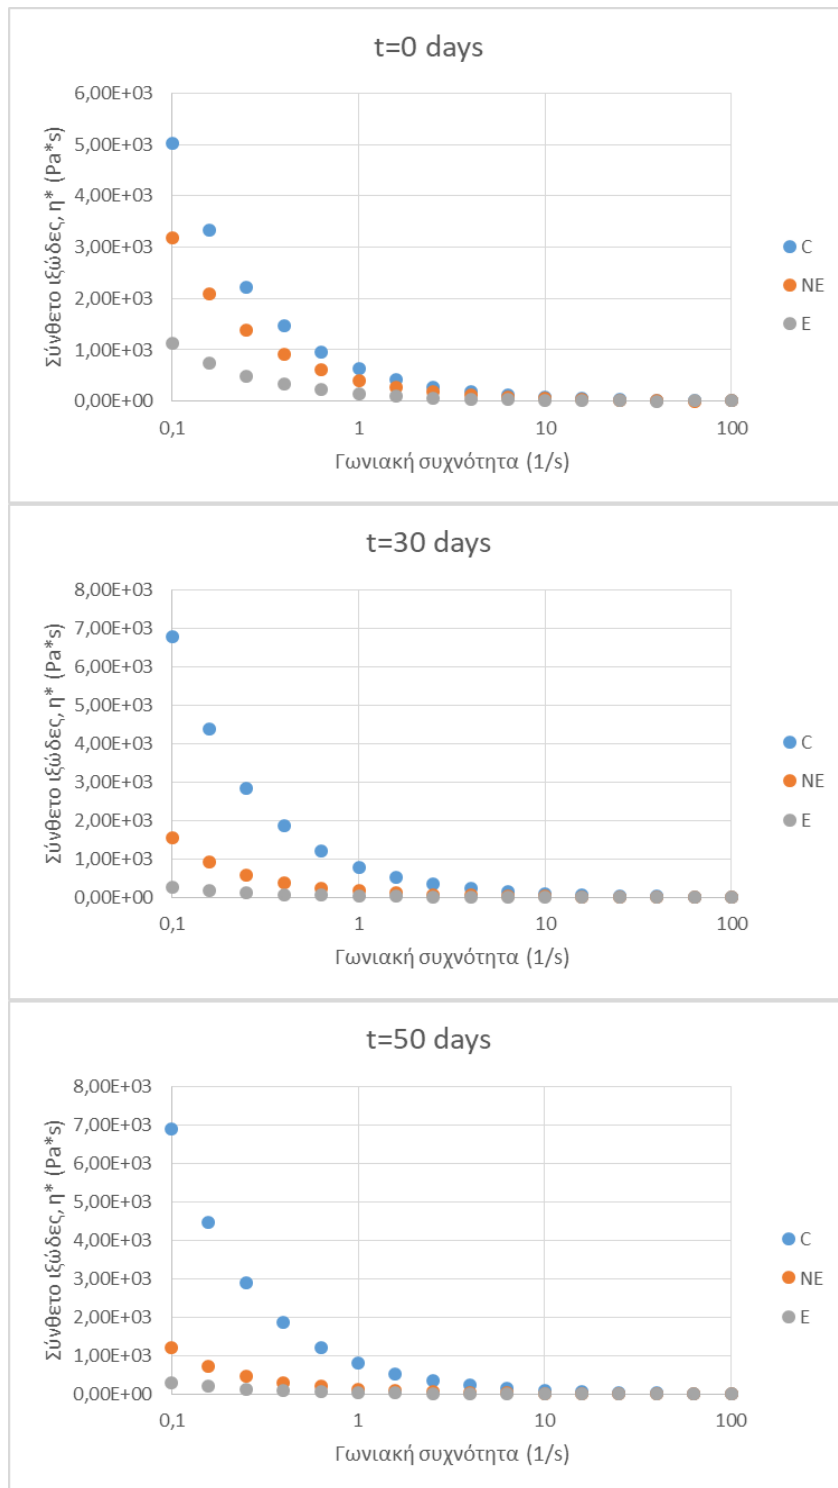 t=0 days
Σύνθετο ιξώδες, η* (Pa*s)
6,00E+03
5,00E+03
4,00E+03
3,00E+03
2,00E+03
1,00E+03
0,00E+00
0,1
1
10
100
Γωνιακή συχνότητα (1/s)
C
NE
E
t=30 days
Σύνθετο ιξώδες, η* (Pa*s)
8,00E+03
7,00E+03
6,00E+03
5,00E+03
4,00E+03
3,00E+03
2,00E+03
1,00E+03
0,00E+00
0,1
1
10
100
Γωνιακή συχνότητα (1/s)
C
NE
E
t=50 days
Σύνθετο ιξώδες, η* (Pa*s)
8,00E+03
7,00E+03
6,00E+03
5,00E+03
4,00E+03
3,00E+03
2,00E+03
1,00E+03
0,00E+00
0,1
1
10
100
Γωνιακή συχνότητα (1/s)
C
NE
E